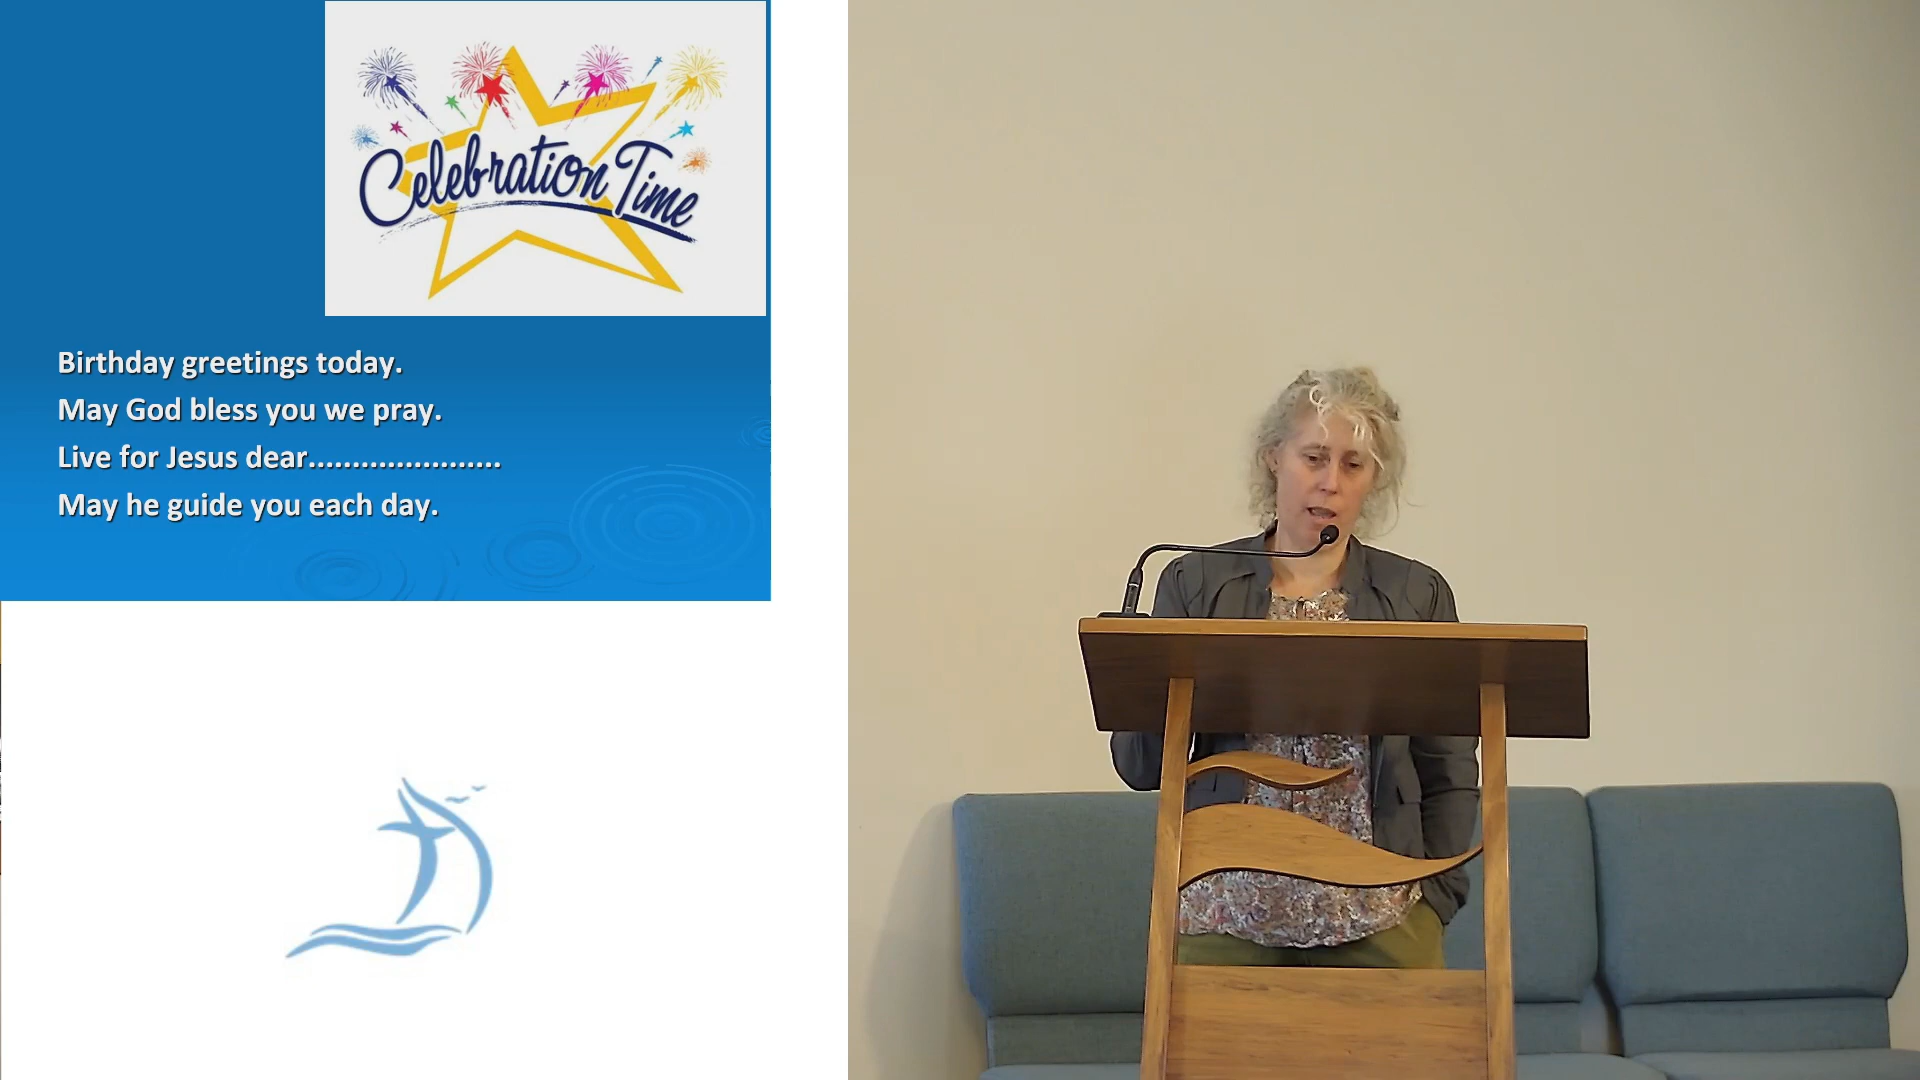 Celebration Time
Birthday greetings today.
May God bless you we pray.
Live for Jesus dear......................
May he guide you each day.